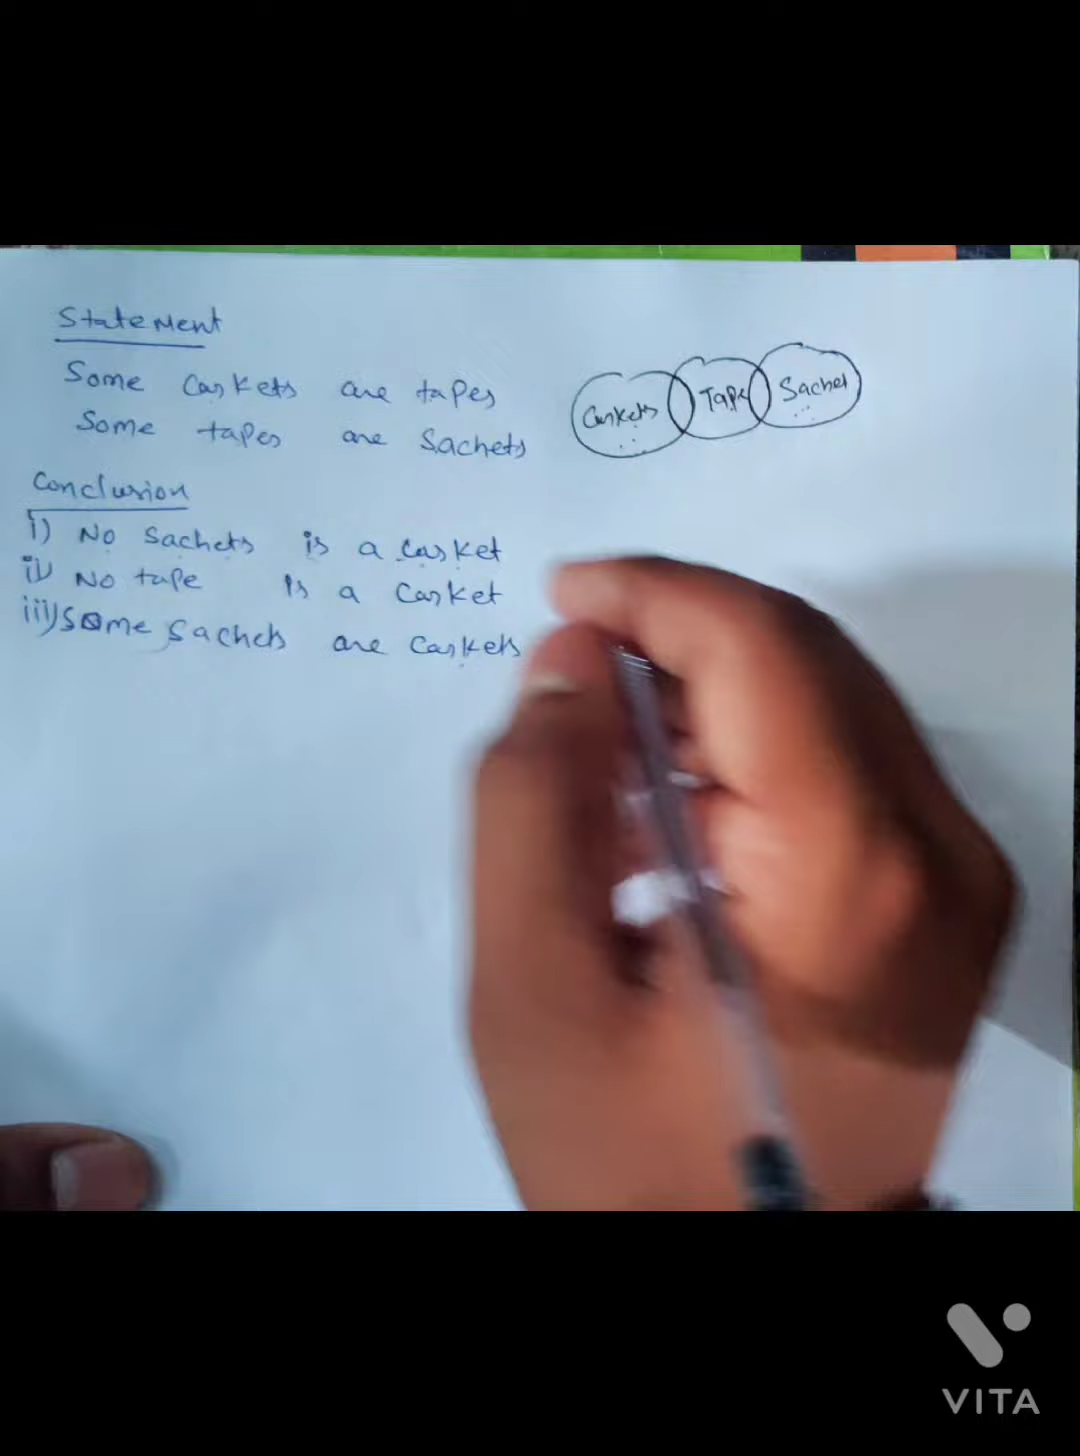 Statement
Some caskets are tapes
Some tapes are Sachets
Caskets
Tape
Sachet
Conclusion
i) No sachets is a casket
ii) No tape is a casket
iii) Some sachets are caskets
VITA